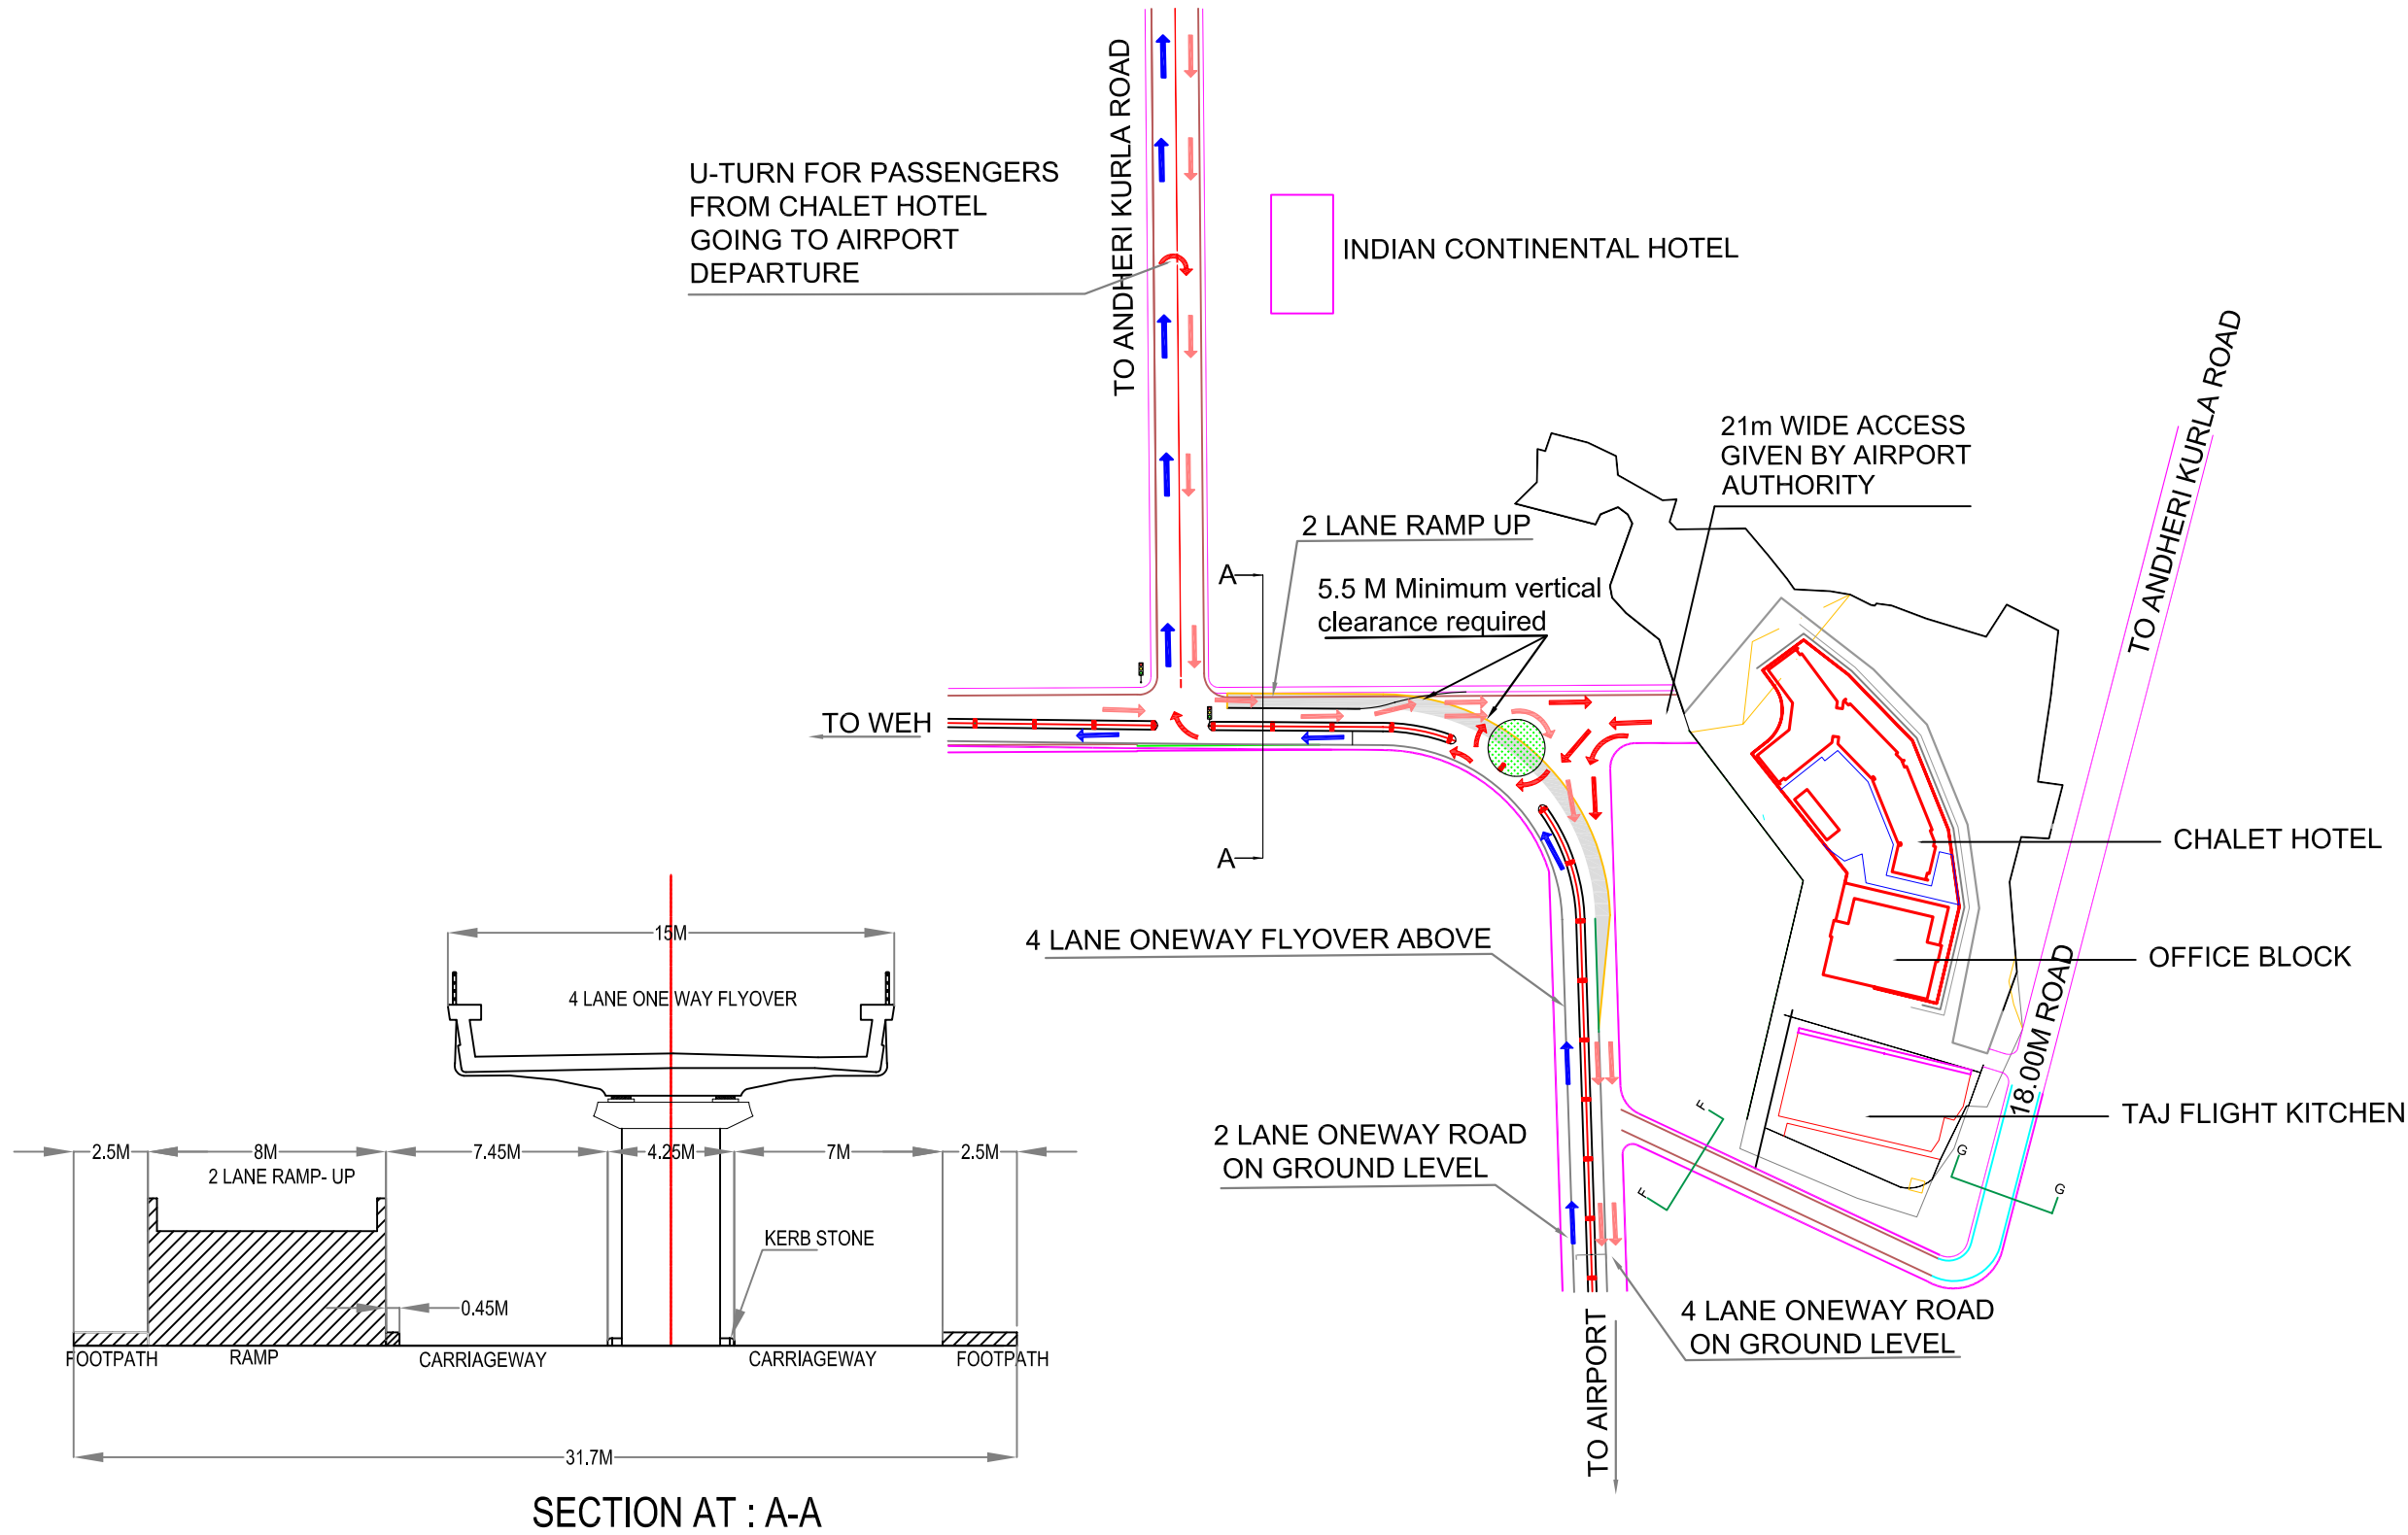 TO ANDHERI KURLA ROAD
U-TURN FOR PASSENGERS
FROM CHALET HOTEL
GOING TO AIRPORT
DEPARTURE
INDIAN CONTINENTAL HOTEL
TO ANDHERI KURLA ROAD
21m WIDE ACCESS
GIVEN BY AIRPORT
AUTHORITY
2 LANE RAMP UP
A
5.5 M Minimum vertical
clearance required
TO WEH
A
CHALET HOTEL
4 LANE ONEWAY FLYOVER ABOVE
OFFICE BLOCK
18.00M ROAD
TAJ FLIGHT KITCHEN
F
F
G
G
2 LANE ONEWAY ROAD
ON GROUND LEVEL
4 LANE ONEWAY ROAD
ON GROUND LEVEL
TO AIRPORT
15M
4 LANE ONE WAY FLYOVER
2.5M
8M
7.45M
4.25M
7M
2.5M
2 LANE RAMP- UP
KERB STONE
0.45M
FOOTPATH
RAMP
CARRIAGEWAY
CARRIAGEWAY
FOOTPATH
31.7M
SECTION AT : A-A